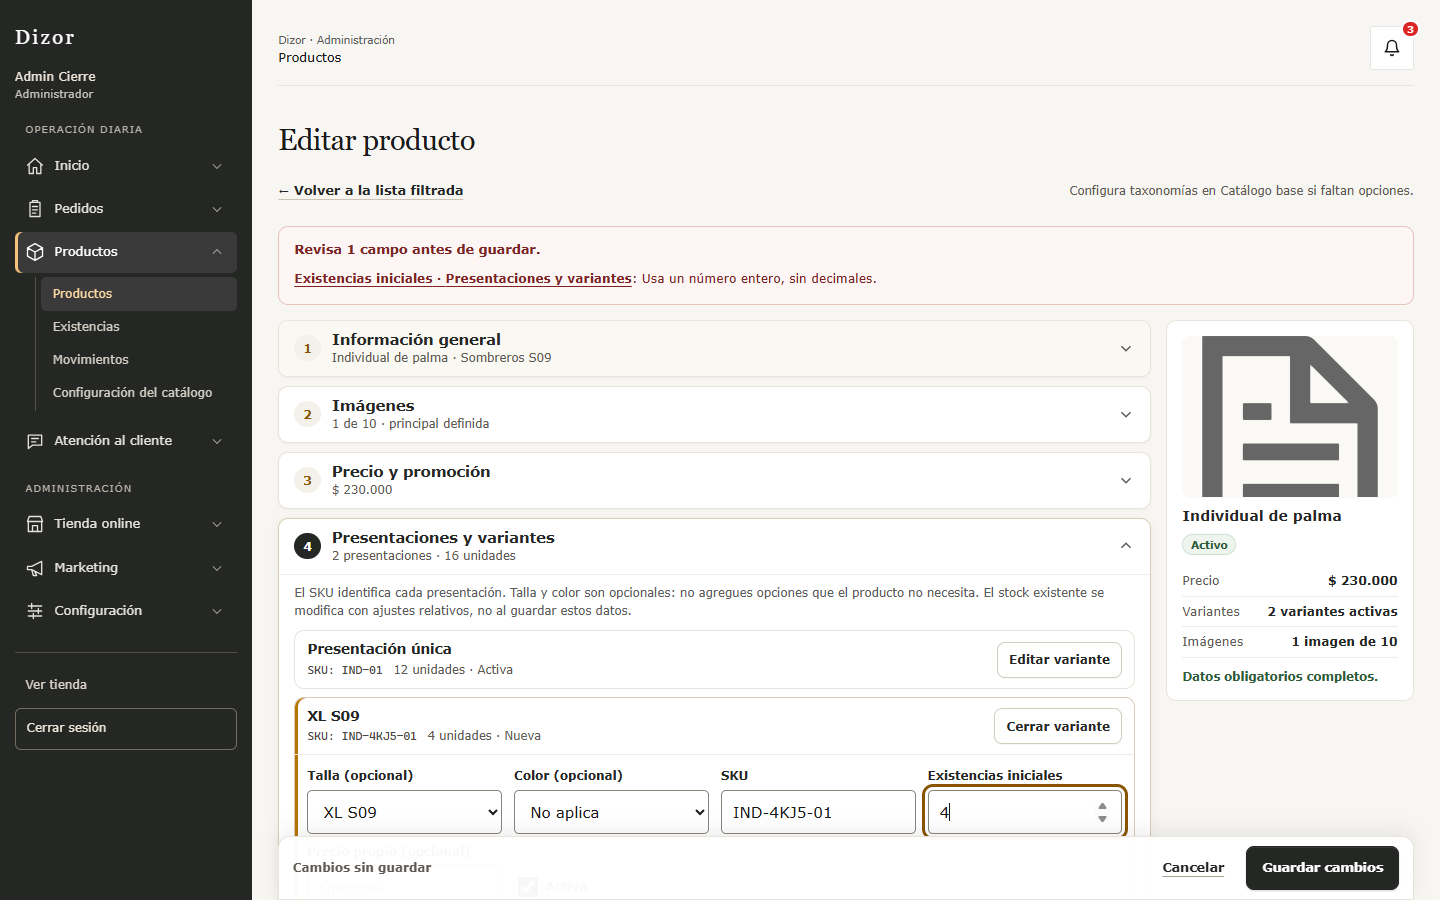 Dizor
Admin Cierre
Administrador
OPERACIÓN DIARIA
Inicio
Pedidos
Productos
Productos
Existencias
Movimientos
Configuración del catálogo
Atención al cliente
ADMINISTRACIÓN
Tienda online
Marketing
Configuración
Ver tienda
Cerrar sesión
Dizor · Administración
Productos
3
Editar producto
← Volver a la lista filtrada
Configura taxonomías en Catálogo base si faltan opciones.
Revisa 1 campo antes de guardar.
Existencias iniciales · Presentaciones y variantes: Usa un número entero, sin decimales.
1
Información general
Individual de palma · Sombreros S09
2
Imágenes
1 de 10 · principal definida
3
Precio y promoción
$ 230.000
4
Presentaciones y variantes
2 presentaciones · 16 unidades
El SKU identifica cada presentación. Talla y color son opcionales: no agregues opciones que el producto no necesita. El stock existente se
modifica con ajustes relativos, no al guardar estos datos.
Presentación única
SKU: IND-01 12 unidades · Activa
Editar variante
XL S09
SKU: IND-4KJ5-01 4 unidades · Nueva
Cerrar variante
Talla (opcional) Color (opcional) SKU Existencias iniciales
XL S09 No aplica IND-4KJ5-01 4
Precio propio (opcional)
Activa
Cambios sin guardar
Cancelar
Guardar cambios
Individual de palma
Activo
Precio $ 230.000
Variantes 2 variantes activas
Imágenes 1 imagen de 10
Datos obligatorios completos.